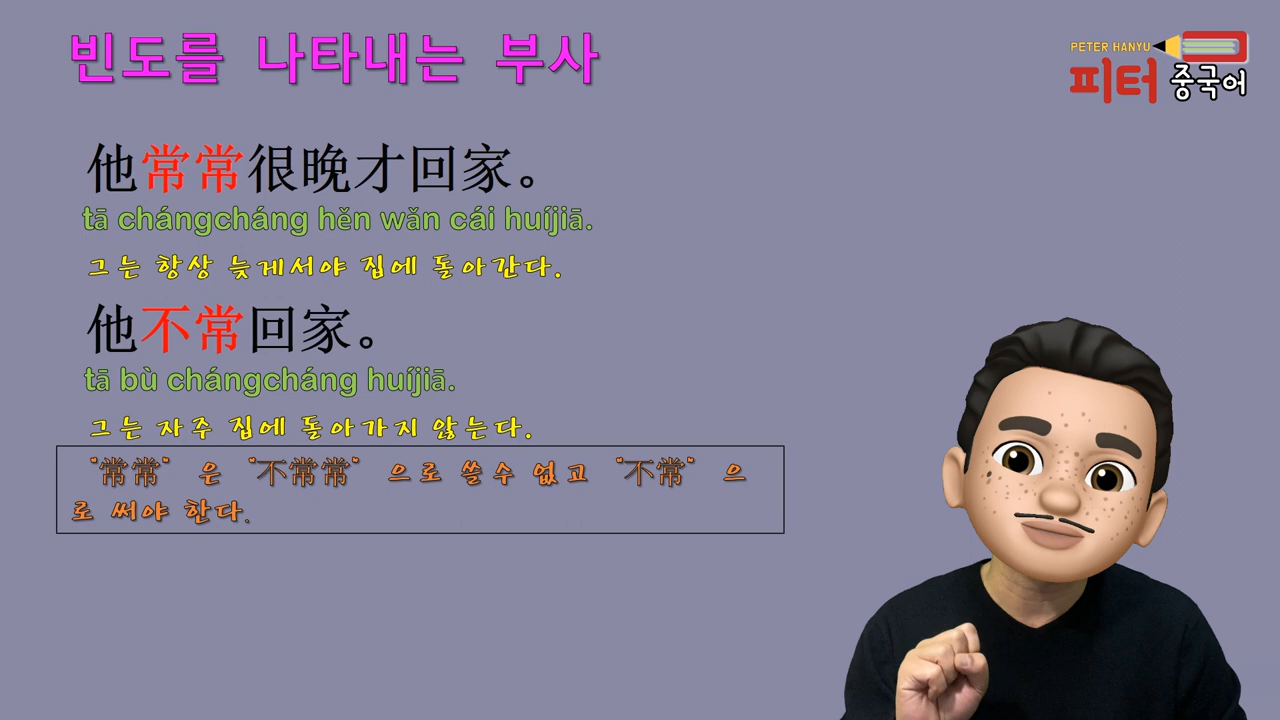 빈도를 나타내는 부사
PETER HANYU
피터 중국어
他常常很晚才回家。
tā chángcháng hěn wǎn cái huíjiā.
그는 항상 늦게서야 집에 돌아간다.
他不常回家。
tā bù chángcháng huíjiā.
그는 자주 집에 돌아가지 않는다.
"常常" 은 "不常常" 으로 쓸수 없고 "不常" 으
로 써야 한다.